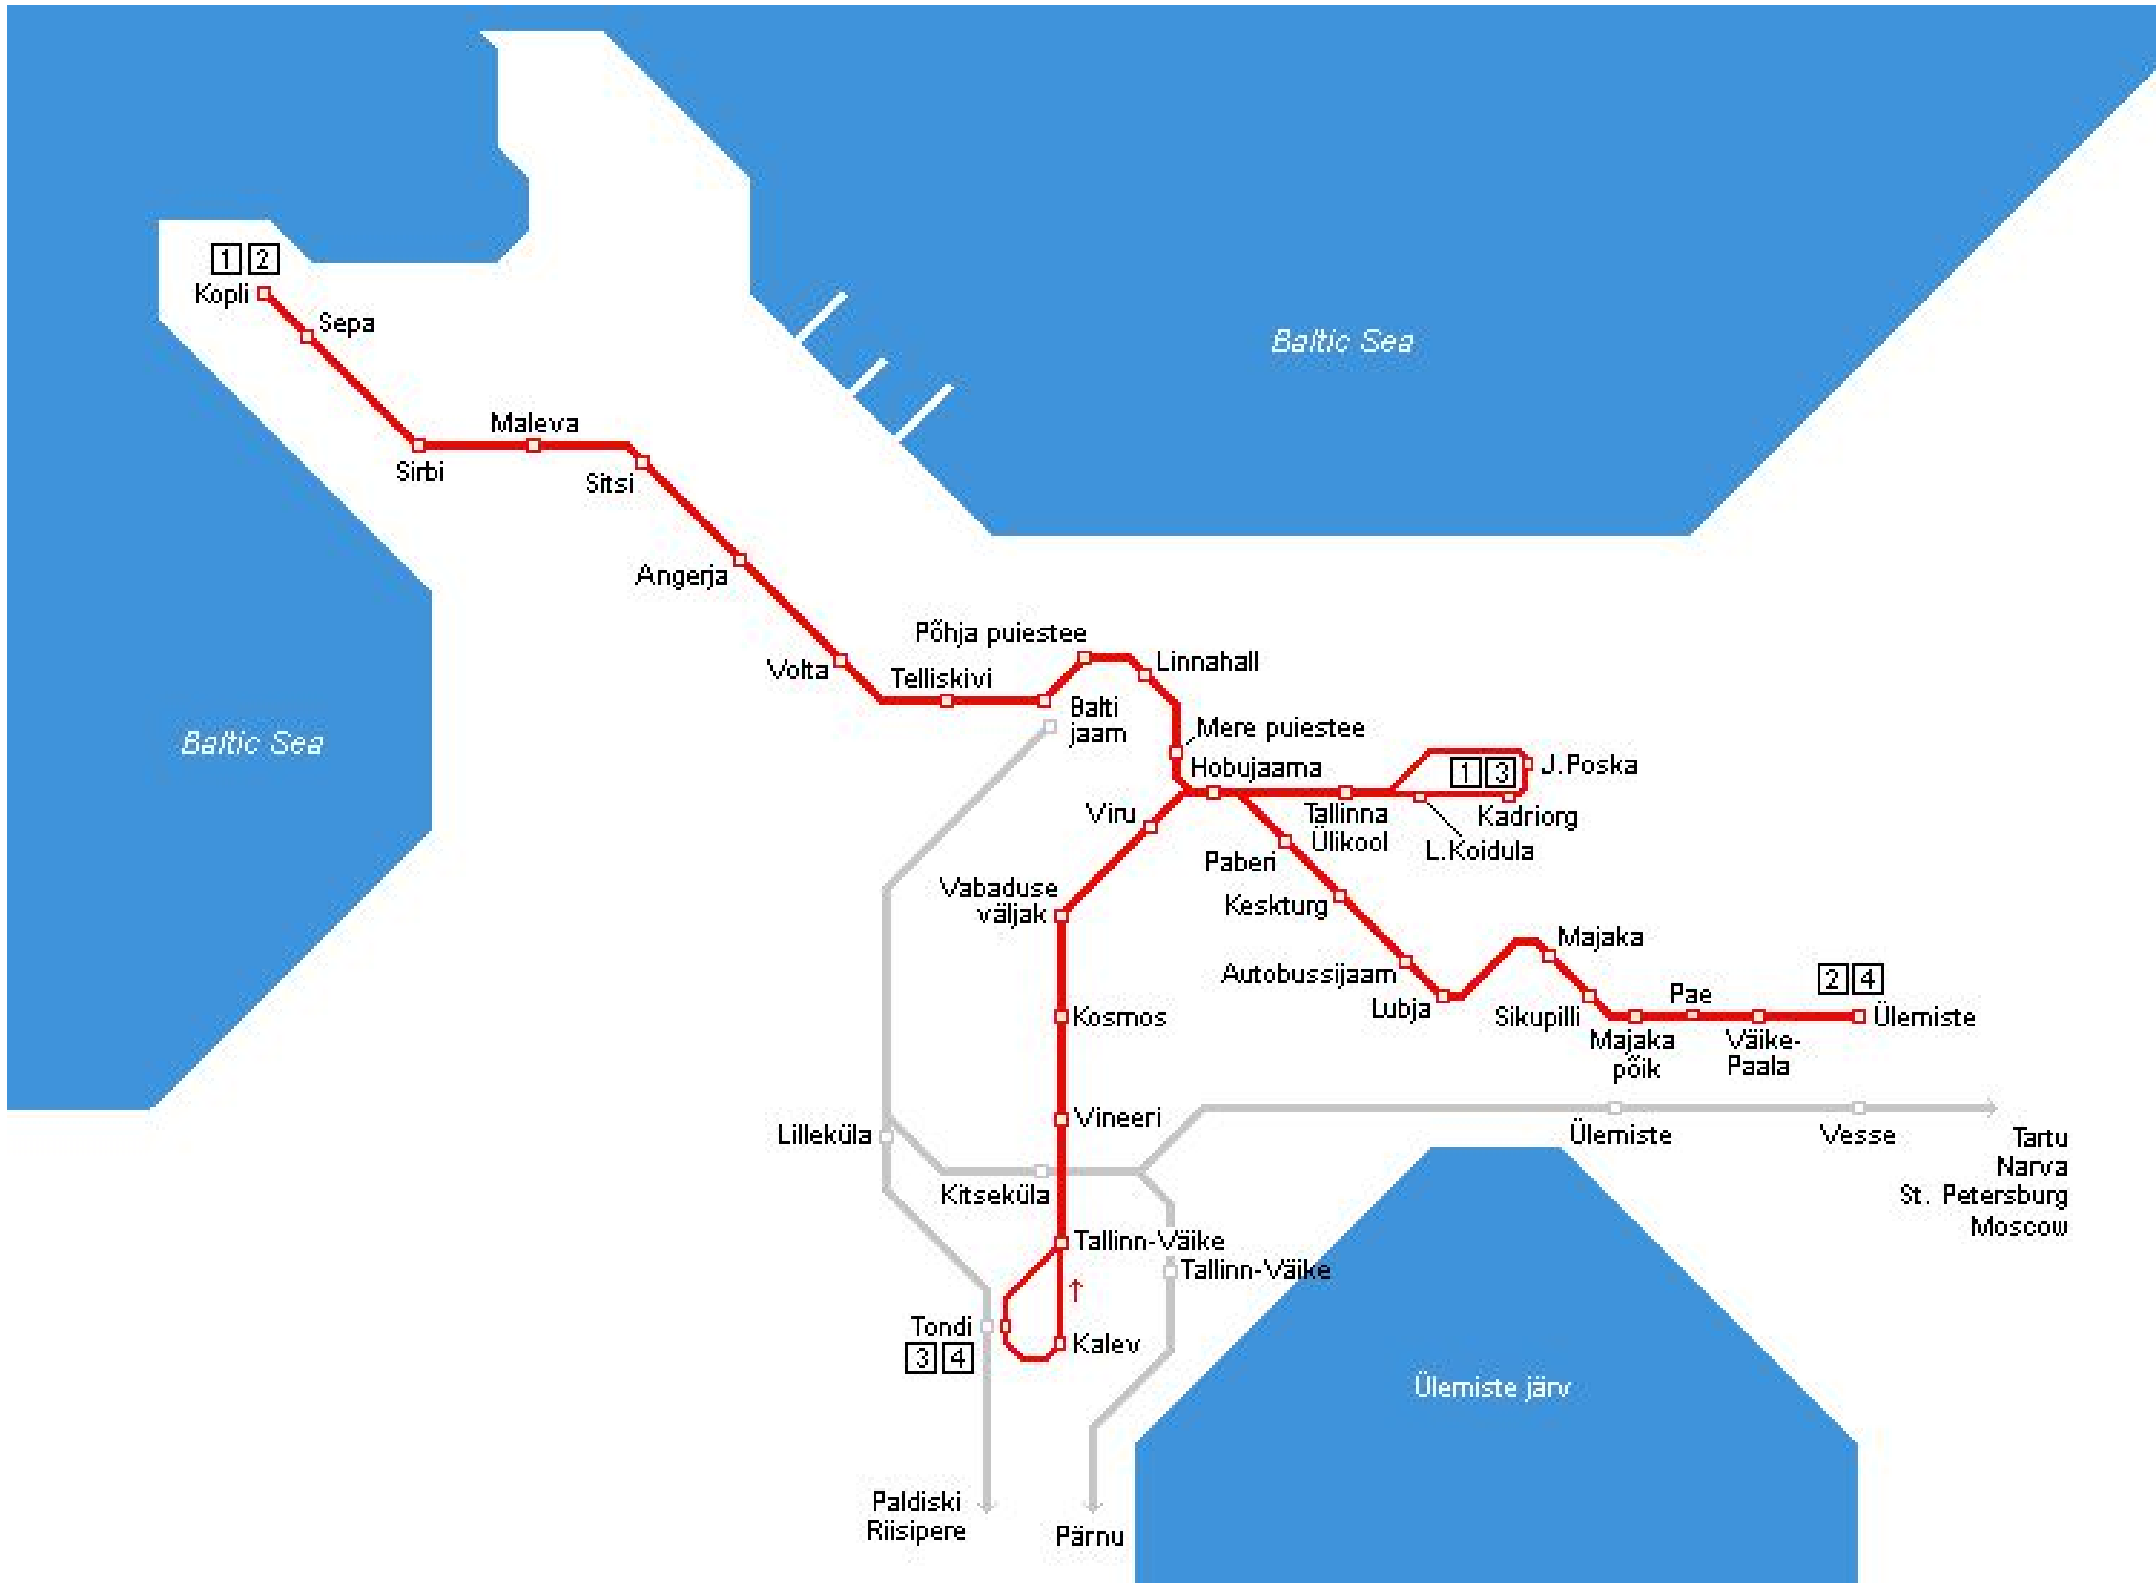 1 2
Kopli
Sepa
Baltic Sea
Maleva
Sirbi
Sitsi
Angerja
Põhja puiestee
Linnahall
Volta
Telliskivi
Balti
jaam
Mere puiestee
Baltic Sea
Hobujaama
1 3
J.Poska
Viru
Tallinna
Ülikool
Kadriorg
L.Koidula
Paberi
Vabaduse
väljak
Keskturg
Majaka
Autobussijaam
2 4
Lubja
Pae
Sikupilli
Ülemiste
Kosmos
Majaka
põik
Väike-
Paala
Vineeri
Lilleküla
Ülemiste
Vesse
Tartu
Narva
St. Petersburg
Moscow
Kitseküla
Tallinn-Väike
Tallinn-Väike
↑
Tondi
3 4
Kalev
Ülemiste järv
Paldiski
Riisipere
Pärnu